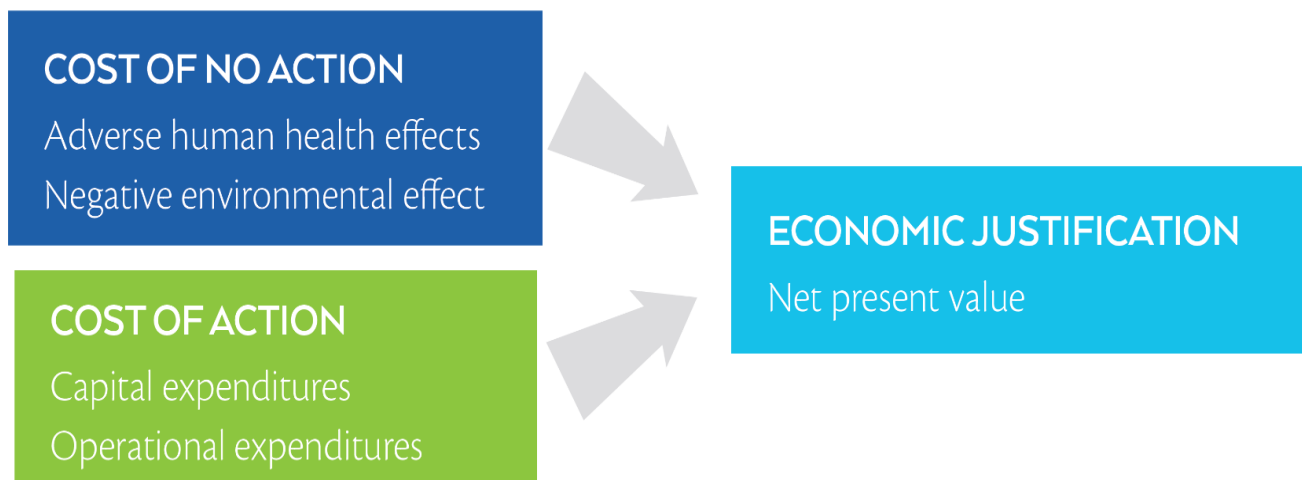 COST OF NO ACTION
Adverse human health effects
Negative environmental effect
COST OF ACTION
Capital expenditures
Operational expenditures
ECONOMIC JUSTIFICATION
Net present value